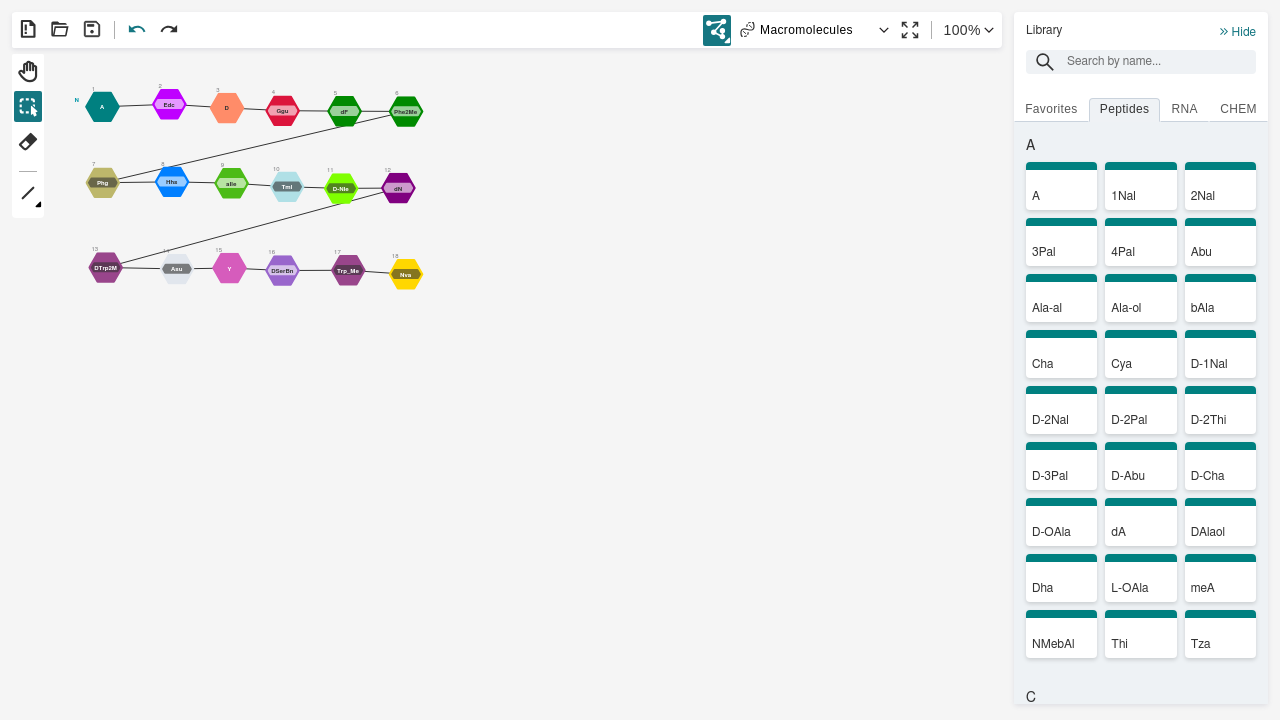 Macromolecules
100%
Library
Hide
Search by name...
Favorites Peptides RNA CHEM
N
1 2 3 4 5 6
A Edc D Ggu dF Phe2Me
7 8 9 10 11 12
Phg Hhs aIle Tml D-Nle dN
13 14 15 16 17 18
DTrp2M Asu Y DSerBn Trp_Me Nva
A
A 1Nal 2Nal
3Pal 4Pal Abu
Ala-al Ala-ol bAla
Cha Cya D-1Nal
D-2Nal D-2Pal D-2Thi
D-3Pal D-Abu D-Cha
D-OAla dA DAlaol
Dha L-OAla meA
NMebAl Thi Tza
C